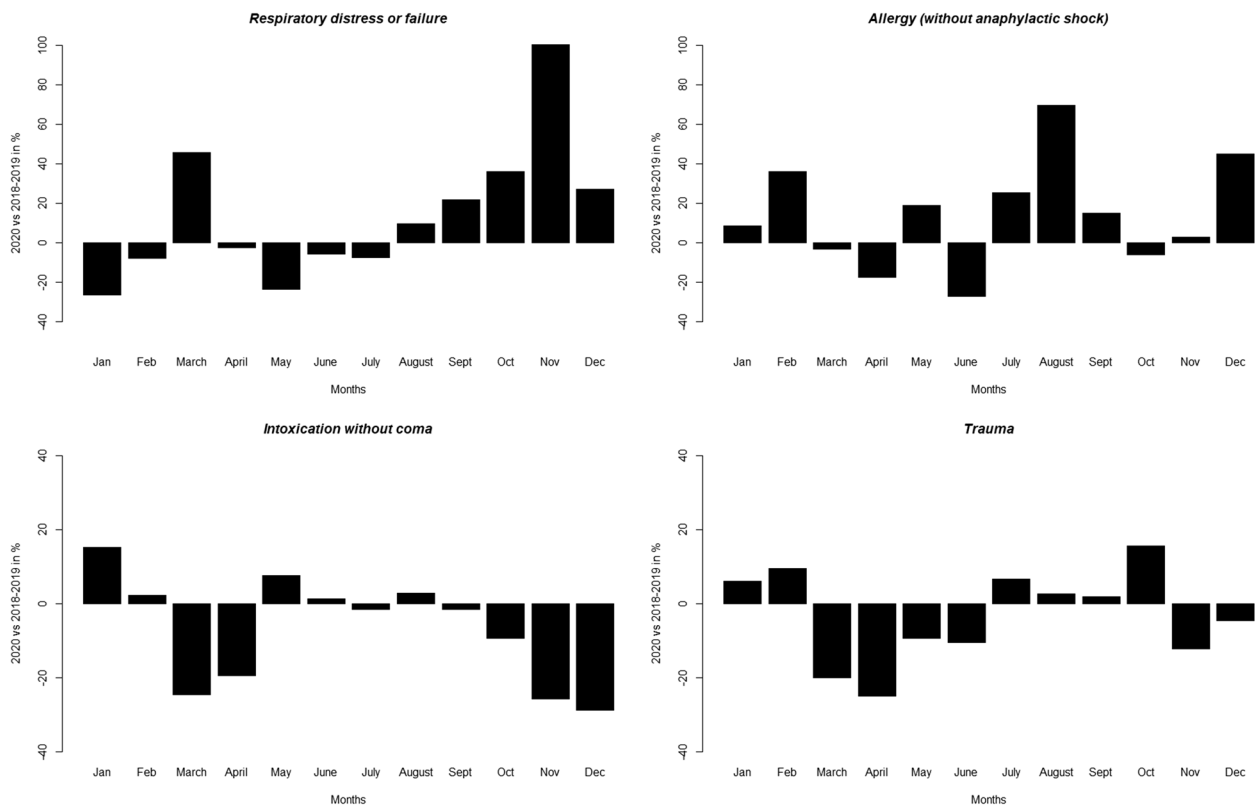 Respiratory distress or failure
2020 vs 2018-2019 in %
100
80
60
40
20
0
-20
-40
Jan Feb March April May June July August Sept Oct Nov Dec
Months
Allergy (without anaphylactic shock)
2020 vs 2018-2019 in %
100
80
60
40
20
0
-20
-40
Jan Feb March April May June July August Sept Oct Nov Dec
Months
Intoxication without coma
2020 vs 2018-2019 in %
40
20
0
-20
-40
Jan Feb March April May June July August Sept Oct Nov Dec
Months
Trauma
2020 vs 2018-2019 in %
40
20
0
-20
-40
Jan Feb March April May June July August Sept Oct Nov Dec
Months